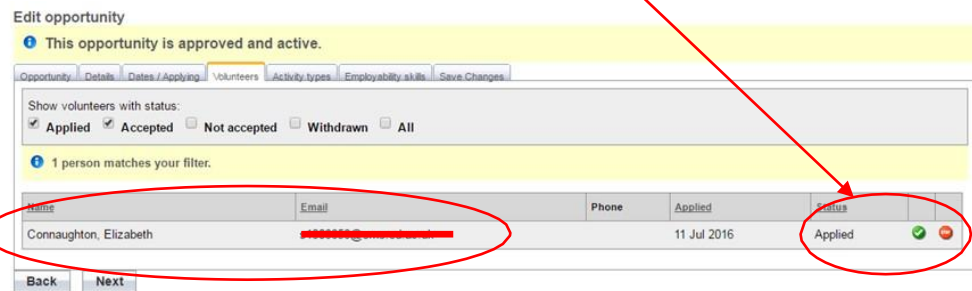 Edit opportunity
This opportunity is approved and active.
Opportunity Details Dates / Applying Volunteers Activity types Employability skills Save Changes
Show volunteers with status:
Applied Accepted Not accepted Withdrawn All
1 person matches your filter.
Name Email Phone Applied Status
Connaughton, Elizabeth 11 Jul 2016 Applied
Back Next